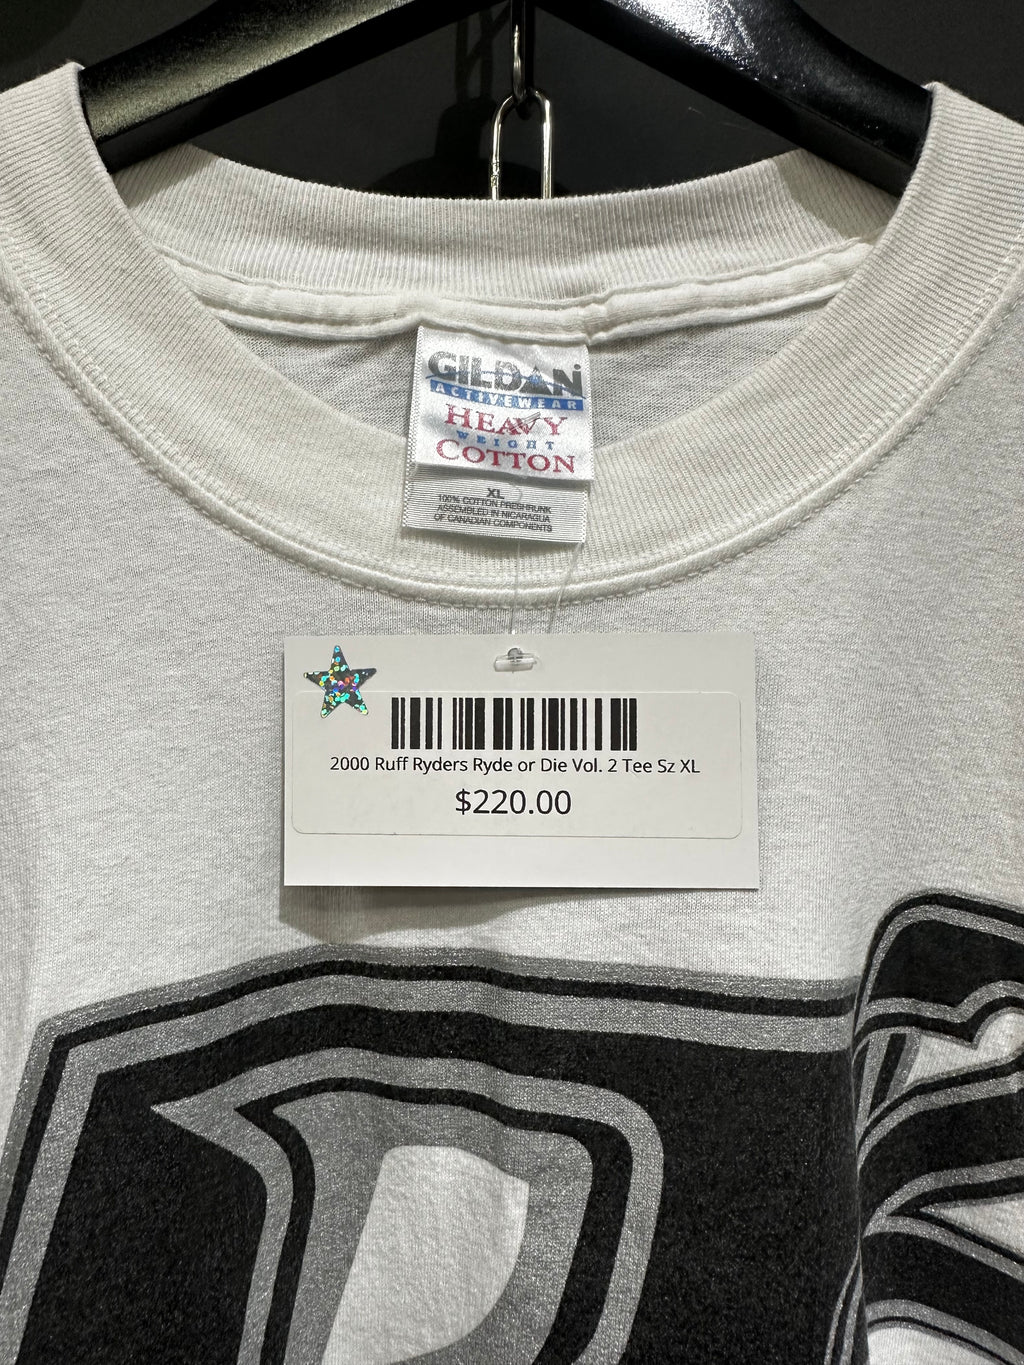 GILDAN
ACTIVEWEAR
HEAVY
WEIGHT
COTTON
XL
100% COTTON PRESHRUNK
ASSEMBLED IN NICARAGUA
OF CANADIAN COMPONENTS
2000 Ruff Ryders Ryde or Die Vol. 2 Tee Sz XL
$220.00